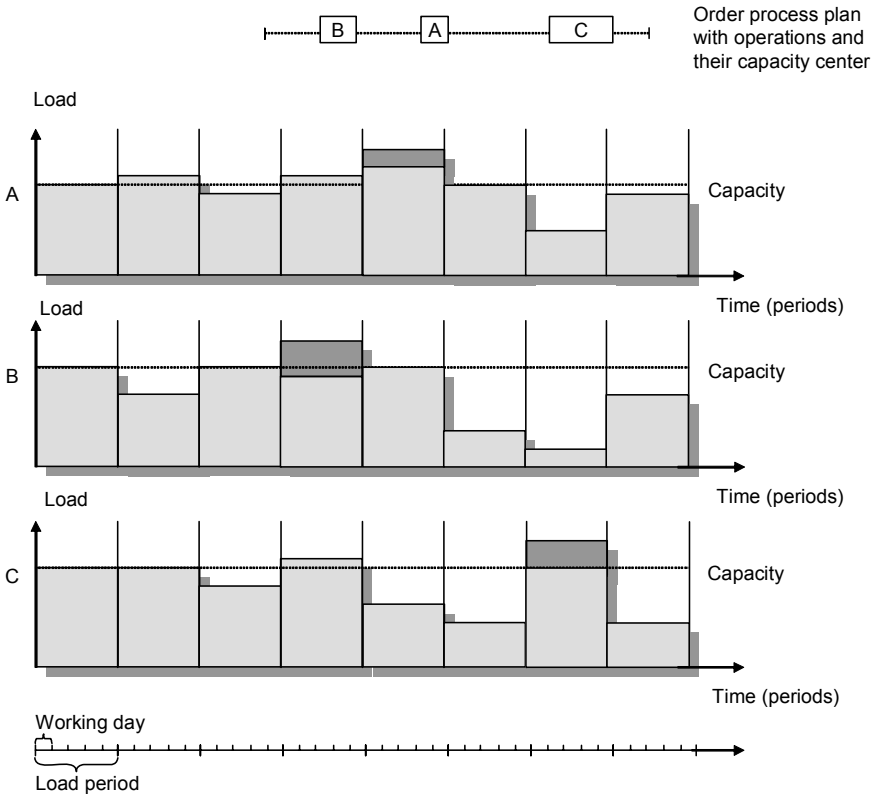 B A C
Order process plan
with operations and
their capacity center
Load
A
Capacity
Time (periods)
Load
B
Capacity
Time (periods)
Load
C
Capacity
Time (periods)
Working day
Load period